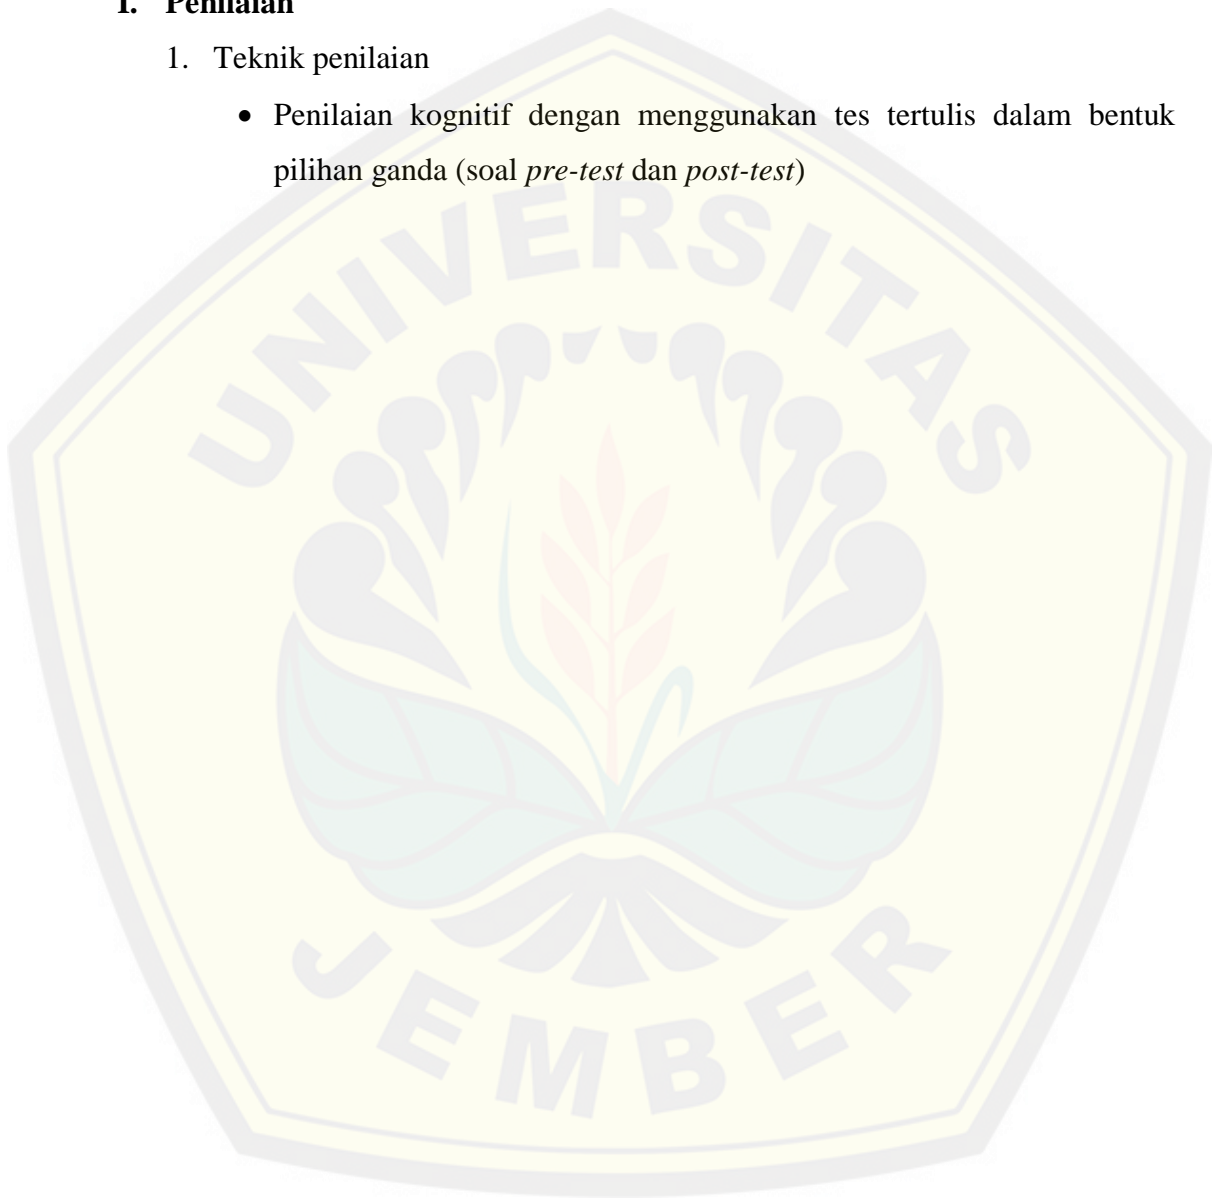 I. Penilaian
1. Teknik penilaian
• Penilaian kognitif dengan menggunakan tes tertulis dalam bentuk
pilihan ganda (soal pre-test dan post-test)
UNIVERSITAS
JEMBER